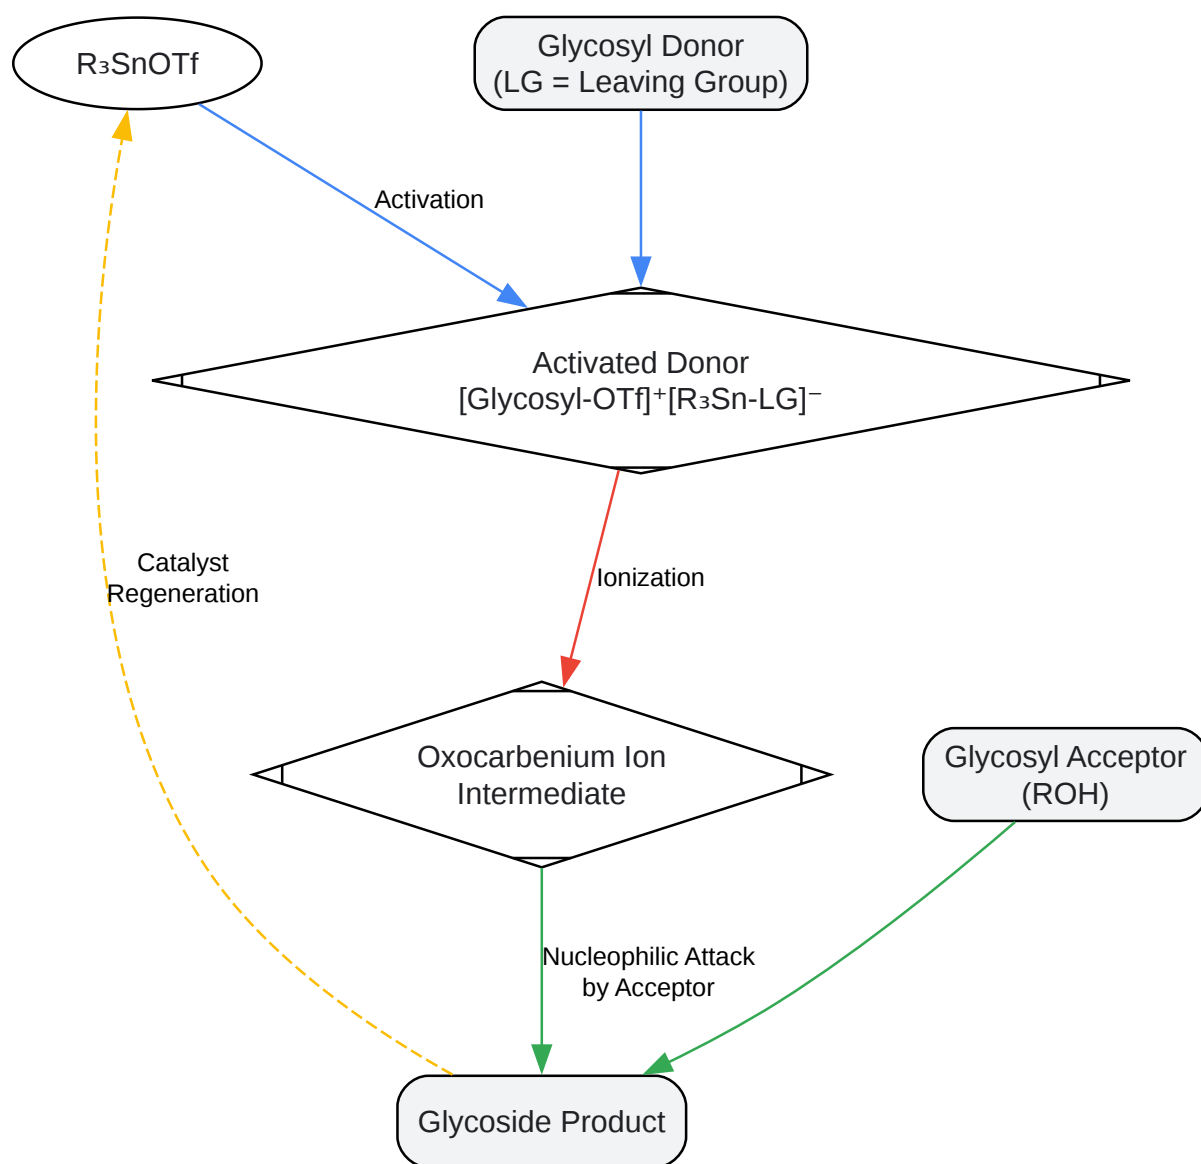 R₃SnOTf
Glycosyl Donor
(LG = Leaving Group)
Activation
Activated Donor
[Glycosyl-OTf]⁺[R₃Sn-LG]⁻
Catalyst
Regeneration
Ionization
Oxocarbenium Ion
Intermediate
Glycosyl Acceptor
(ROH)
Nucleophilic Attack
by Acceptor
Glycoside Product